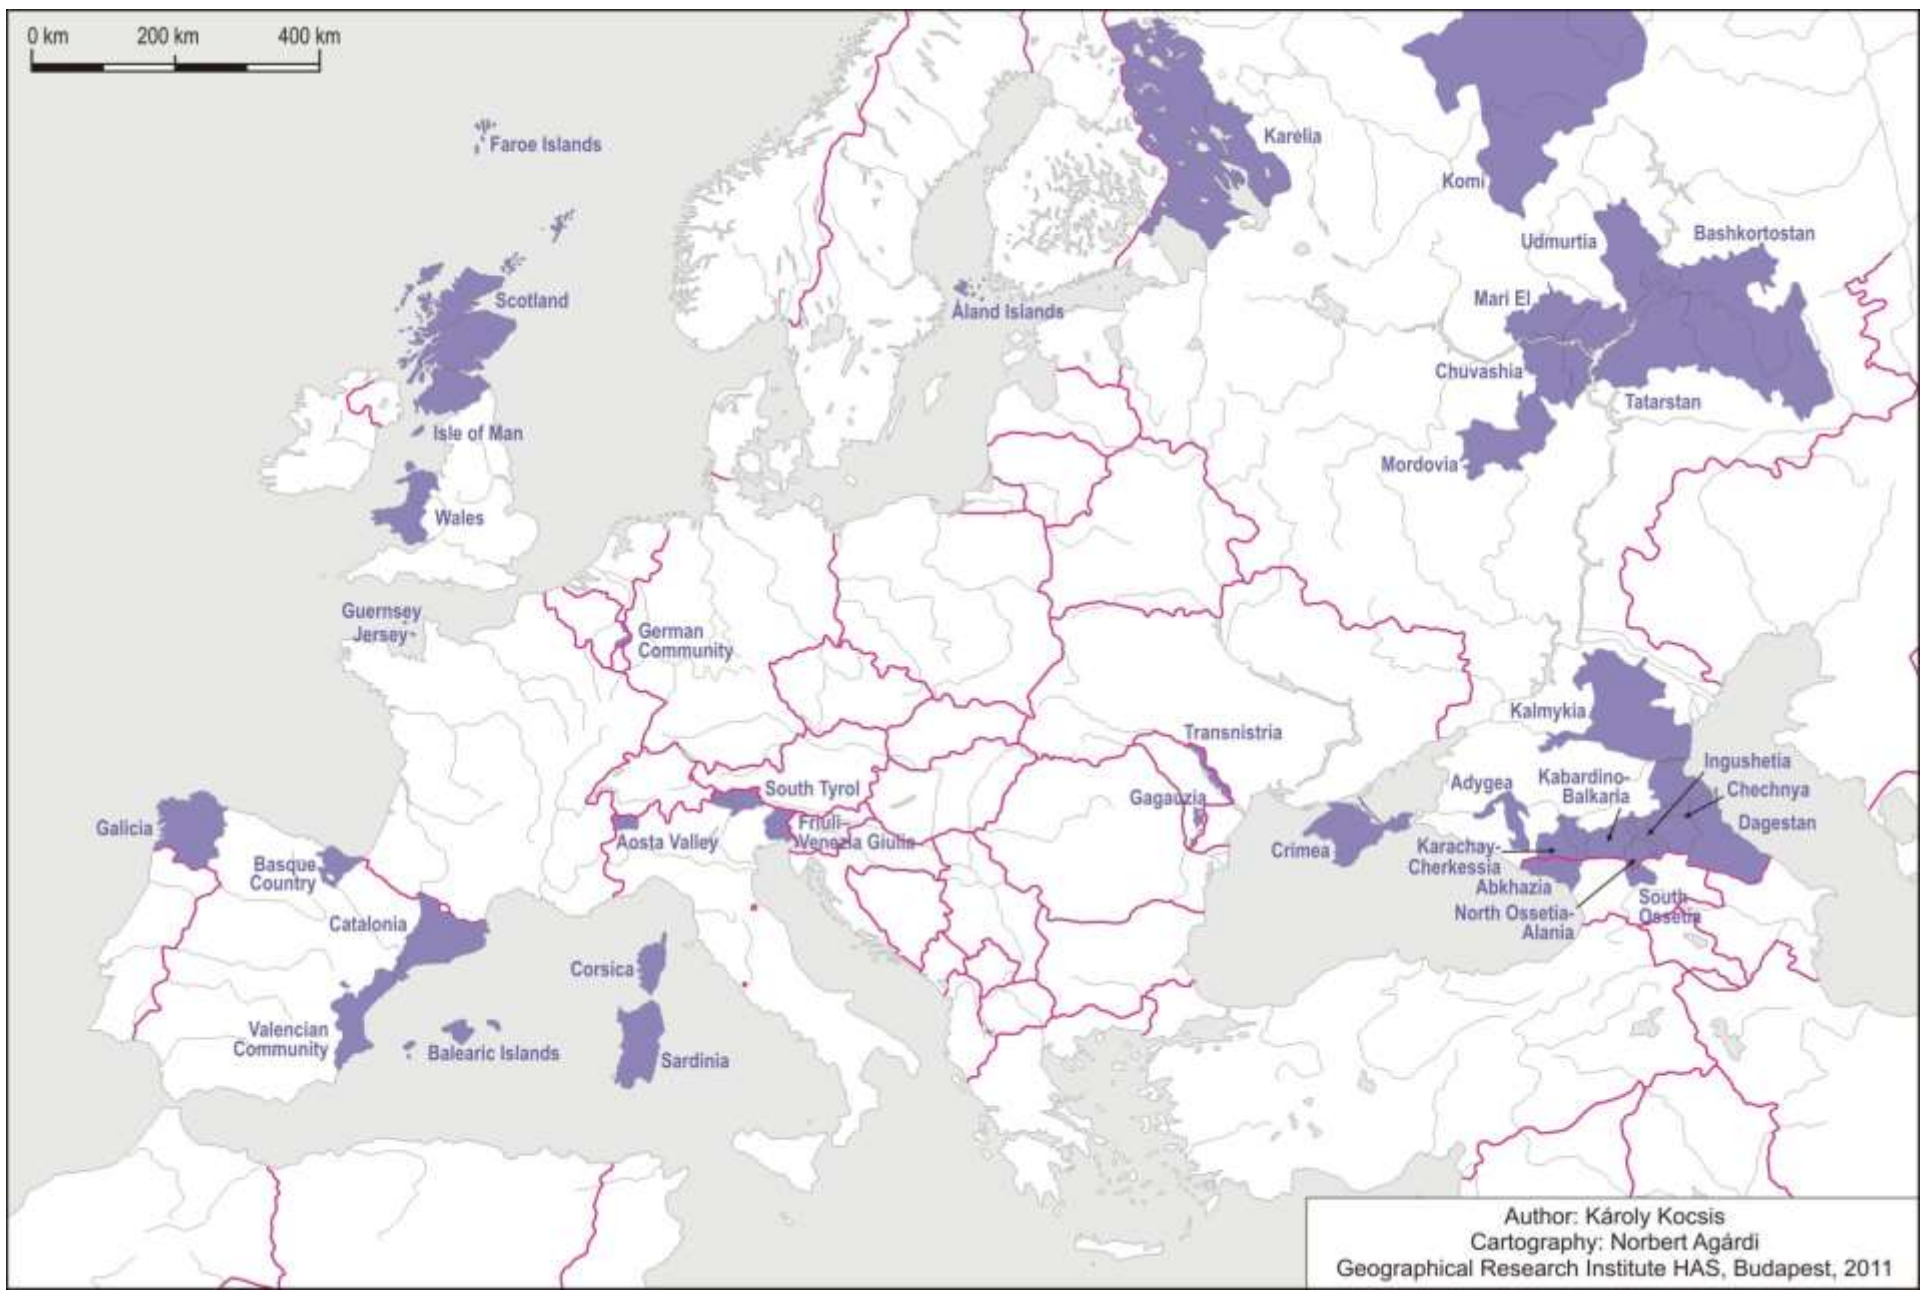 0 km 200 km 400 km
Faroe Islands
Karelia
Komi
Udmurtia
Bashkortostan
Scotland
Åland Islands
Mari El
Chuvashia
Tatarstan
Isle of Man
Mordovia
Wales
Guernsey
Jersey
German
Community
Kalmykia
Transnistria
Ingushetia
South Tyrol
Adygea
Kabardino-
Balkaria
Chechnya
Gagauzia
Galicia
Aosta Valley
Friuli-
Venezia Giulia
Dagestan
Crimea
Karachay-
Cherkessia
Basque
Country
Abkhazia
North Ossetia-
Alania
South
Ossetia
Catalonia
Corsica
Valencian
Community
Balearic Islands
Sardinia
Author: Károly Kocsis
Cartography: Norbert Agárdi
Geographical Research Institute HAS, Budapest, 2011